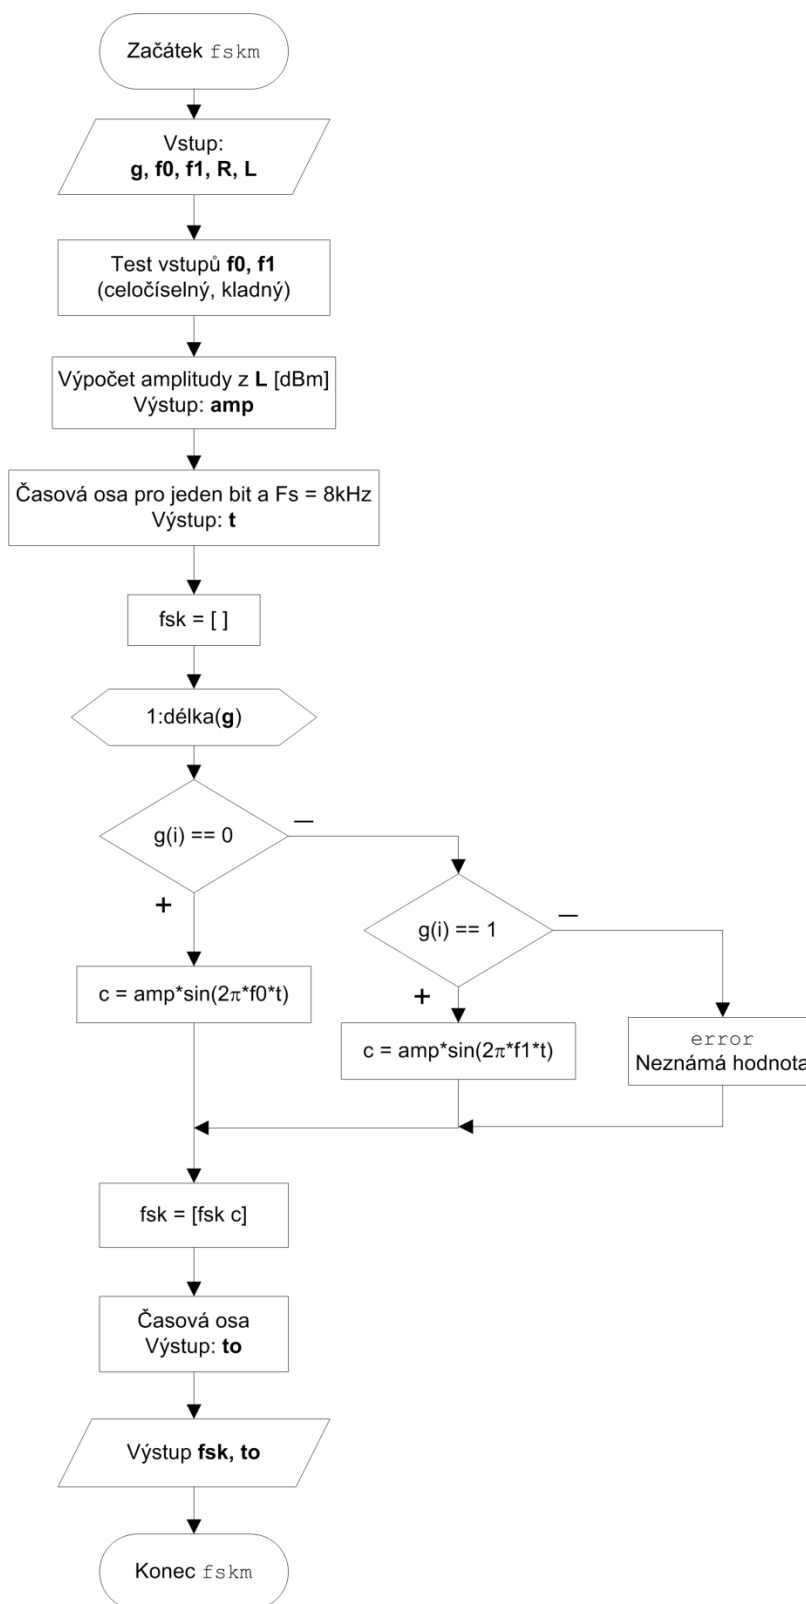 Začátek fskm
Vstup:
g, f0, f1, R, L
Test vstupů f0, f1
(celočíselný, kladný)
Výpočet amplitudy z L [dBm]
Výstup: amp
Časová osa pro jeden bit a Fs = 8kHz
Výstup: t
fsk = [ ]
1:délka(g)
g(i) == 0
—
+
g(i) == 1
—
+
c = amp*sin(2π*f0*t)
c = amp*sin(2π*f1*t)
error
Neznámá hodnota
fsk = [fsk c]
Časová osa
Výstup: to
Výstup fsk, to
Konec fskm